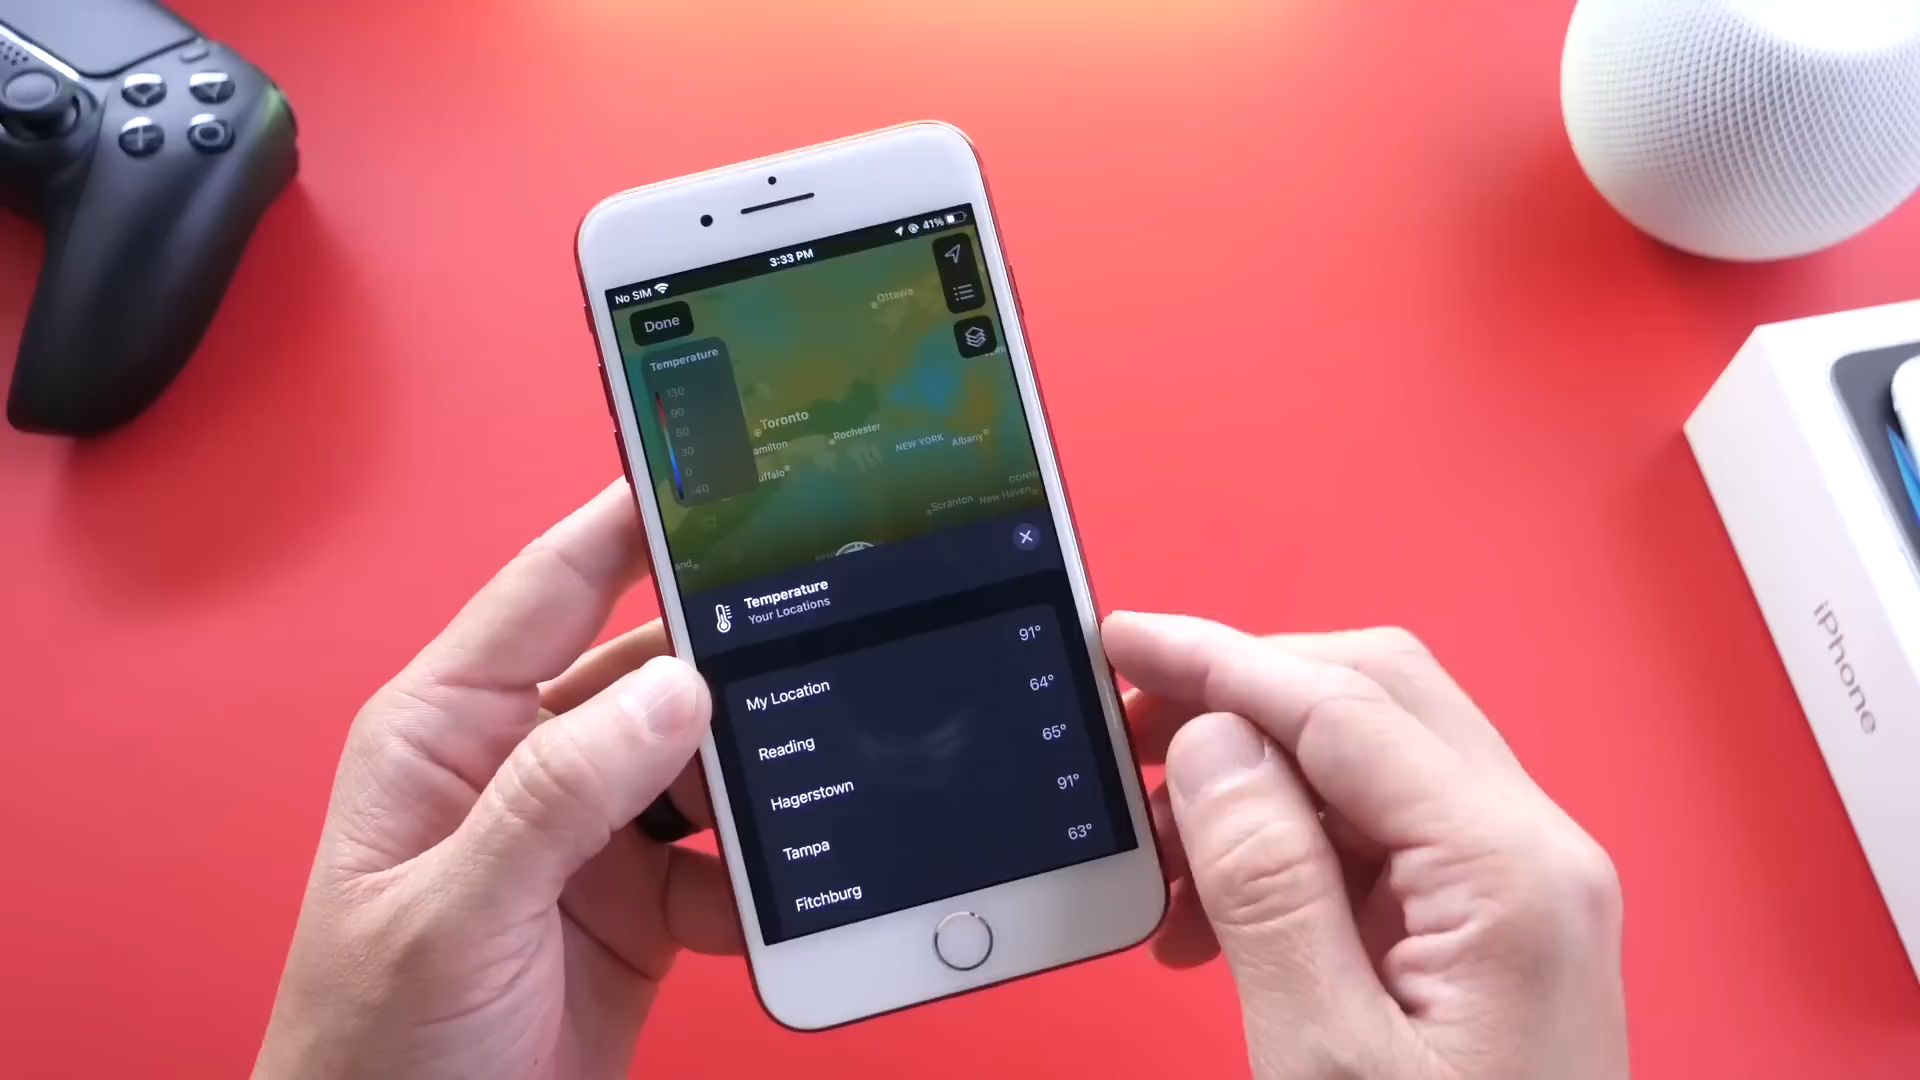 No SIM
3:33 PM
41%
Done
Temperature
130
90
60
30
0
-40
Ottawa
Toronto
amilton
Rochester
uffalo
NEW YORK
Albany
CONN
Scranton
New Haven
and
Temperature
Your Locations
My Location
91°
Reading
64°
Hagerstown
65°
Tampa
91°
Fitchburg
63°
iPhone